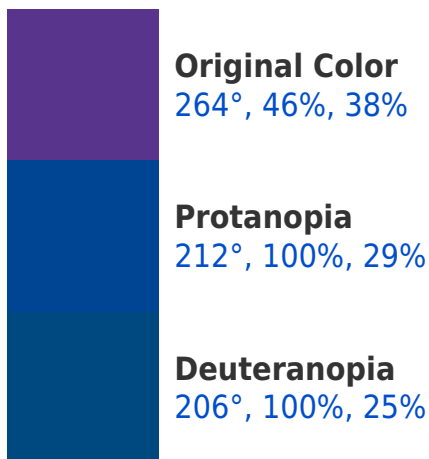 Original Color
264°, 46%, 38%
Protanopia
212°, 100%, 29%
Deuteranopia
206°, 100%, 25%